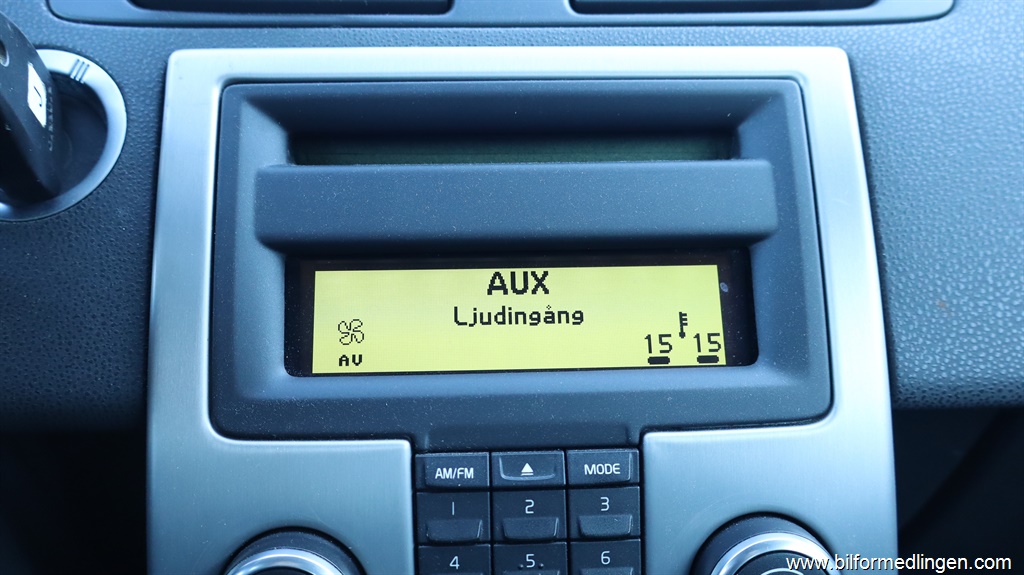 AUX
Ljudingång
AV
15 15
AM/FM
MODE
1 2 3
4 5 6
www.bilformedlingen.com